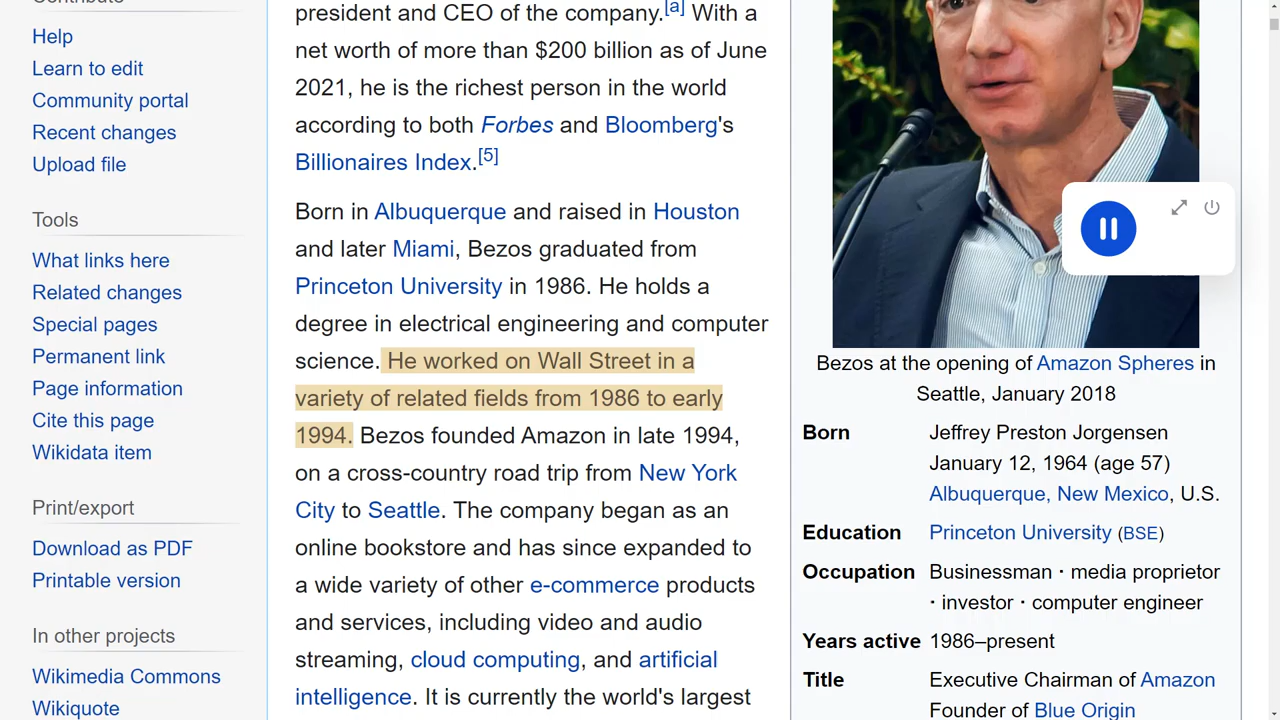 Contribute
Help
Learn to edit
Community portal
Recent changes
Upload file
Tools
What links here
Related changes
Special pages
Permanent link
Page information
Cite this page
Wikidata item
Print/export
Download as PDF
Printable version
In other projects
Wikimedia Commons
Wikiquote
president and CEO of the company.[a] With a
net worth of more than $200 billion as of June
2021, he is the richest person in the world
according to both Forbes and Bloomberg's
Billionaires Index.[5]
Born in Albuquerque and raised in Houston
and later Miami, Bezos graduated from
Princeton University in 1986. He holds a
degree in electrical engineering and computer
science. He worked on Wall Street in a
variety of related fields from 1986 to early
1994. Bezos founded Amazon in late 1994,
on a cross-country road trip from New York
City to Seattle. The company began as an
online bookstore and has since expanded to
a wide variety of other e-commerce products
and services, including video and audio
streaming, cloud computing, and artificial
intelligence. It is currently the world's largest
Bezos at the opening of Amazon Spheres in
Seattle, January 2018
Born Jeffrey Preston Jorgensen
January 12, 1964 (age 57)
Albuquerque, New Mexico, U.S.
Education Princeton University (BSE)
Occupation Businessman · media proprietor
· investor · computer engineer
Years active 1986–present
Title Executive Chairman of Amazon
Founder of Blue Origin